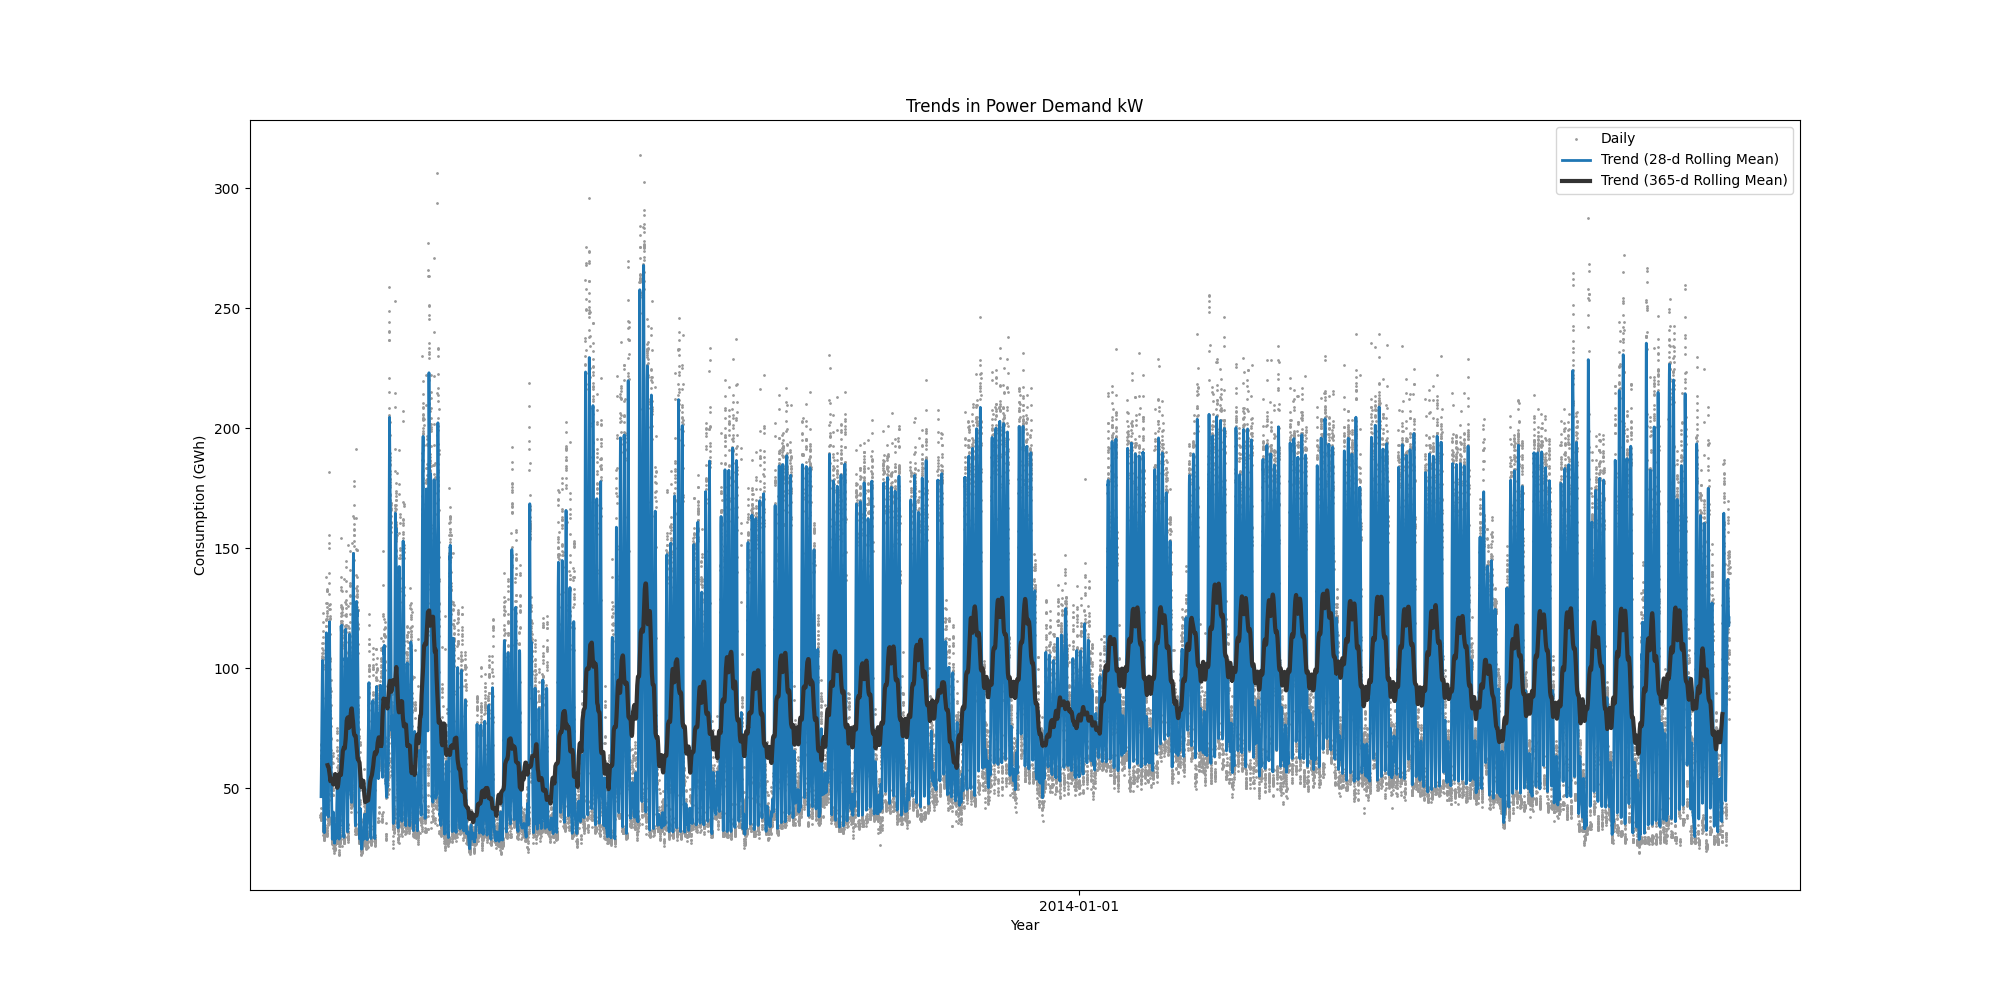 Trends in Power Demand kW
Daily
Trend (28-d Rolling Mean)
Trend (365-d Rolling Mean)
300
250
200
150
100
50
Consumption (GWh)
2014-01-01
Year